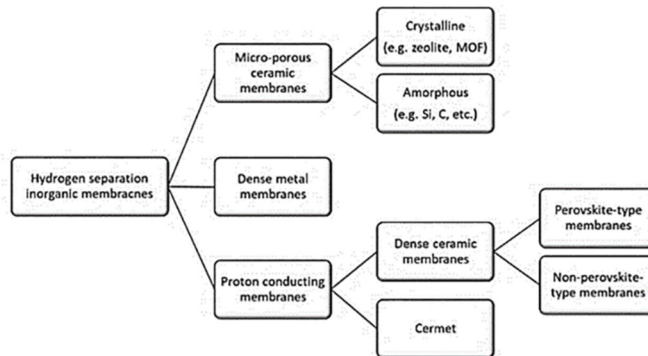 Crystalline
(e.g. zeolite, MOF)
Micro-porous
ceramic
membranes
Amorphous
(e.g. Si, C, etc.)
Hydrogen separation
inorganic membracnes
Dense metal
membranes
Perovskite-type
membranes
Dense ceramic
membranes
Non-perovskite-
type membranes
Proton conducting
membranes
Cermet